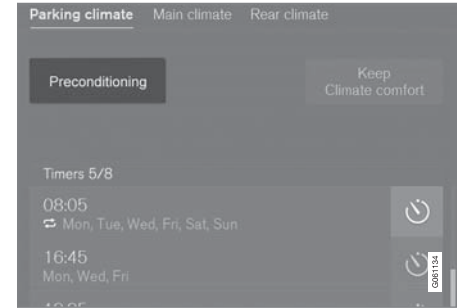 Parking climate Main climate Rear climate
Preconditioning
Keep
Climate comfort
Timers 5/8
08:05
Mon, Tue, Wed, Fri, Sat, Sun
16:45
Mon, Wed, Fri
G061134